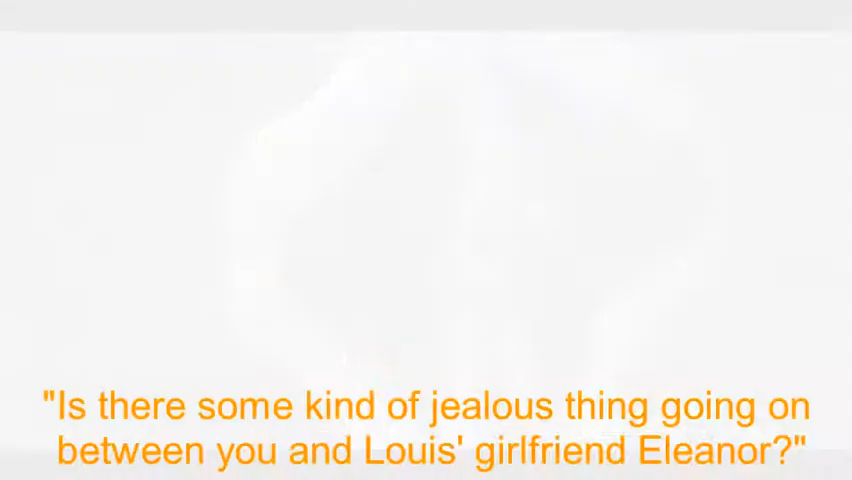 "Is there some kind of jealous thing going on
between you and Louis' girlfriend Eleanor?"